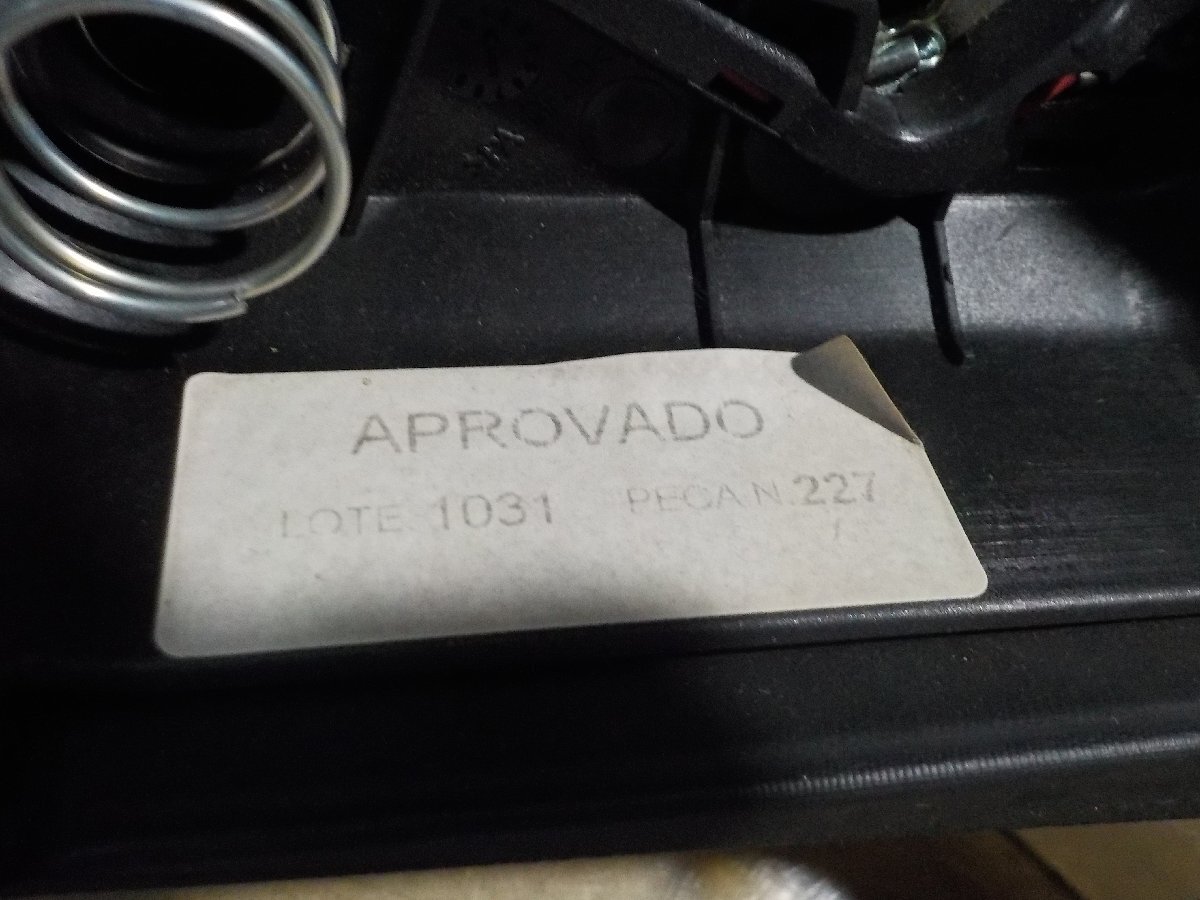 APROVADO
LOTE. 1031 PECA N. 227